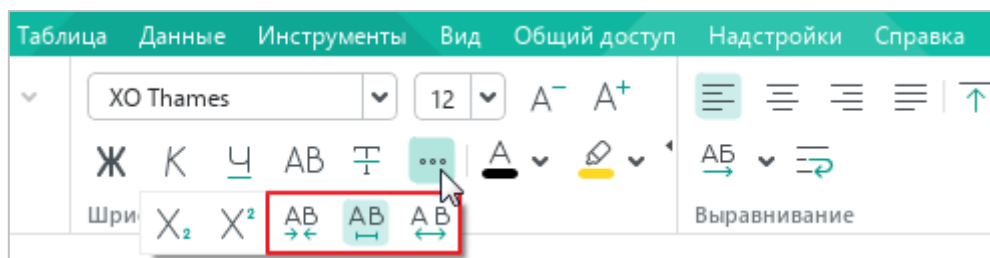 Таблица Данные Инструменты Вид Общий доступ Надстройки Справка
XO Thames 12 A⁻ A⁺
Ж К Ч АВ Т A АБ
Шри X₂ X² АВ АВ АВ Выравнивание